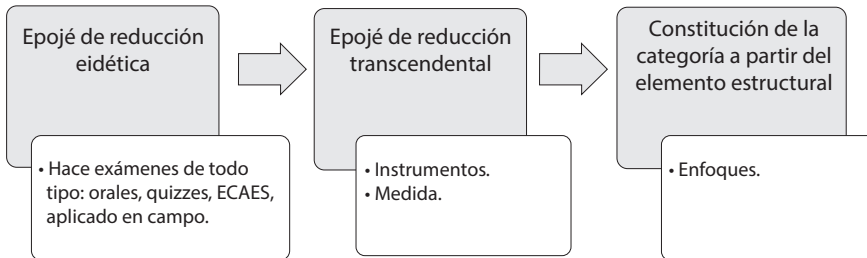 Epojé de reducción
eidética
• Hace exámenes de todo
tipo: orales, quizzes, ECAES,
aplicado en campo.
Epojé de reducción
transcendental
• Instrumentos.
• Medida.
Constitución de la
categoría a partir del
elemento estructural
• Enfoques.